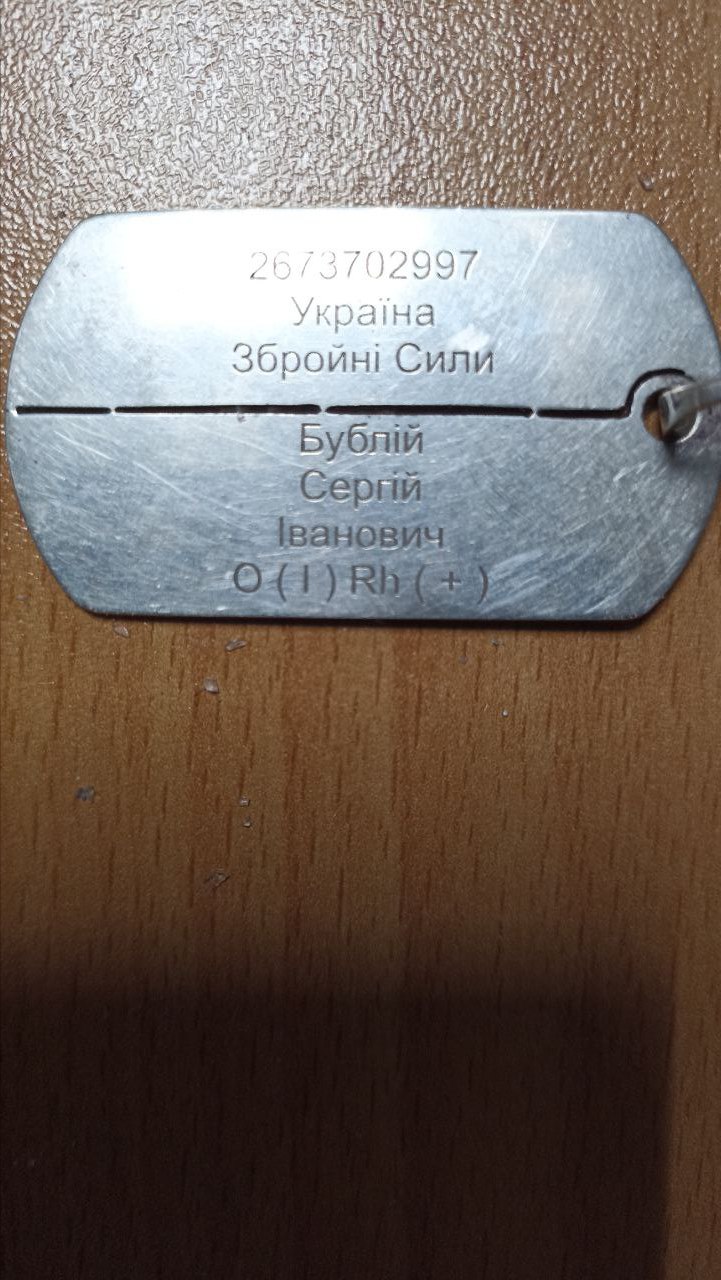 2673702997
Україна
Збройні Сили
Бублій
Сергій
Іванович
O ( I ) Rh ( + )